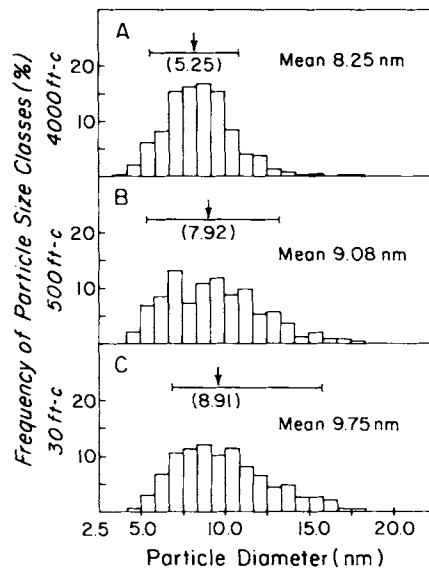 Frequency of Particle Size Classes (%)
4000 ft-c
500 ft-c
30 ft-c
A
(5.25)
Mean 8.25 nm
20
10
B
(7.92)
Mean 9.08 nm
20
10
C
(8.91)
Mean 9.75 nm
20
10
2.5 5.0 10.0 15.0 20.0
Particle Diameter (nm)